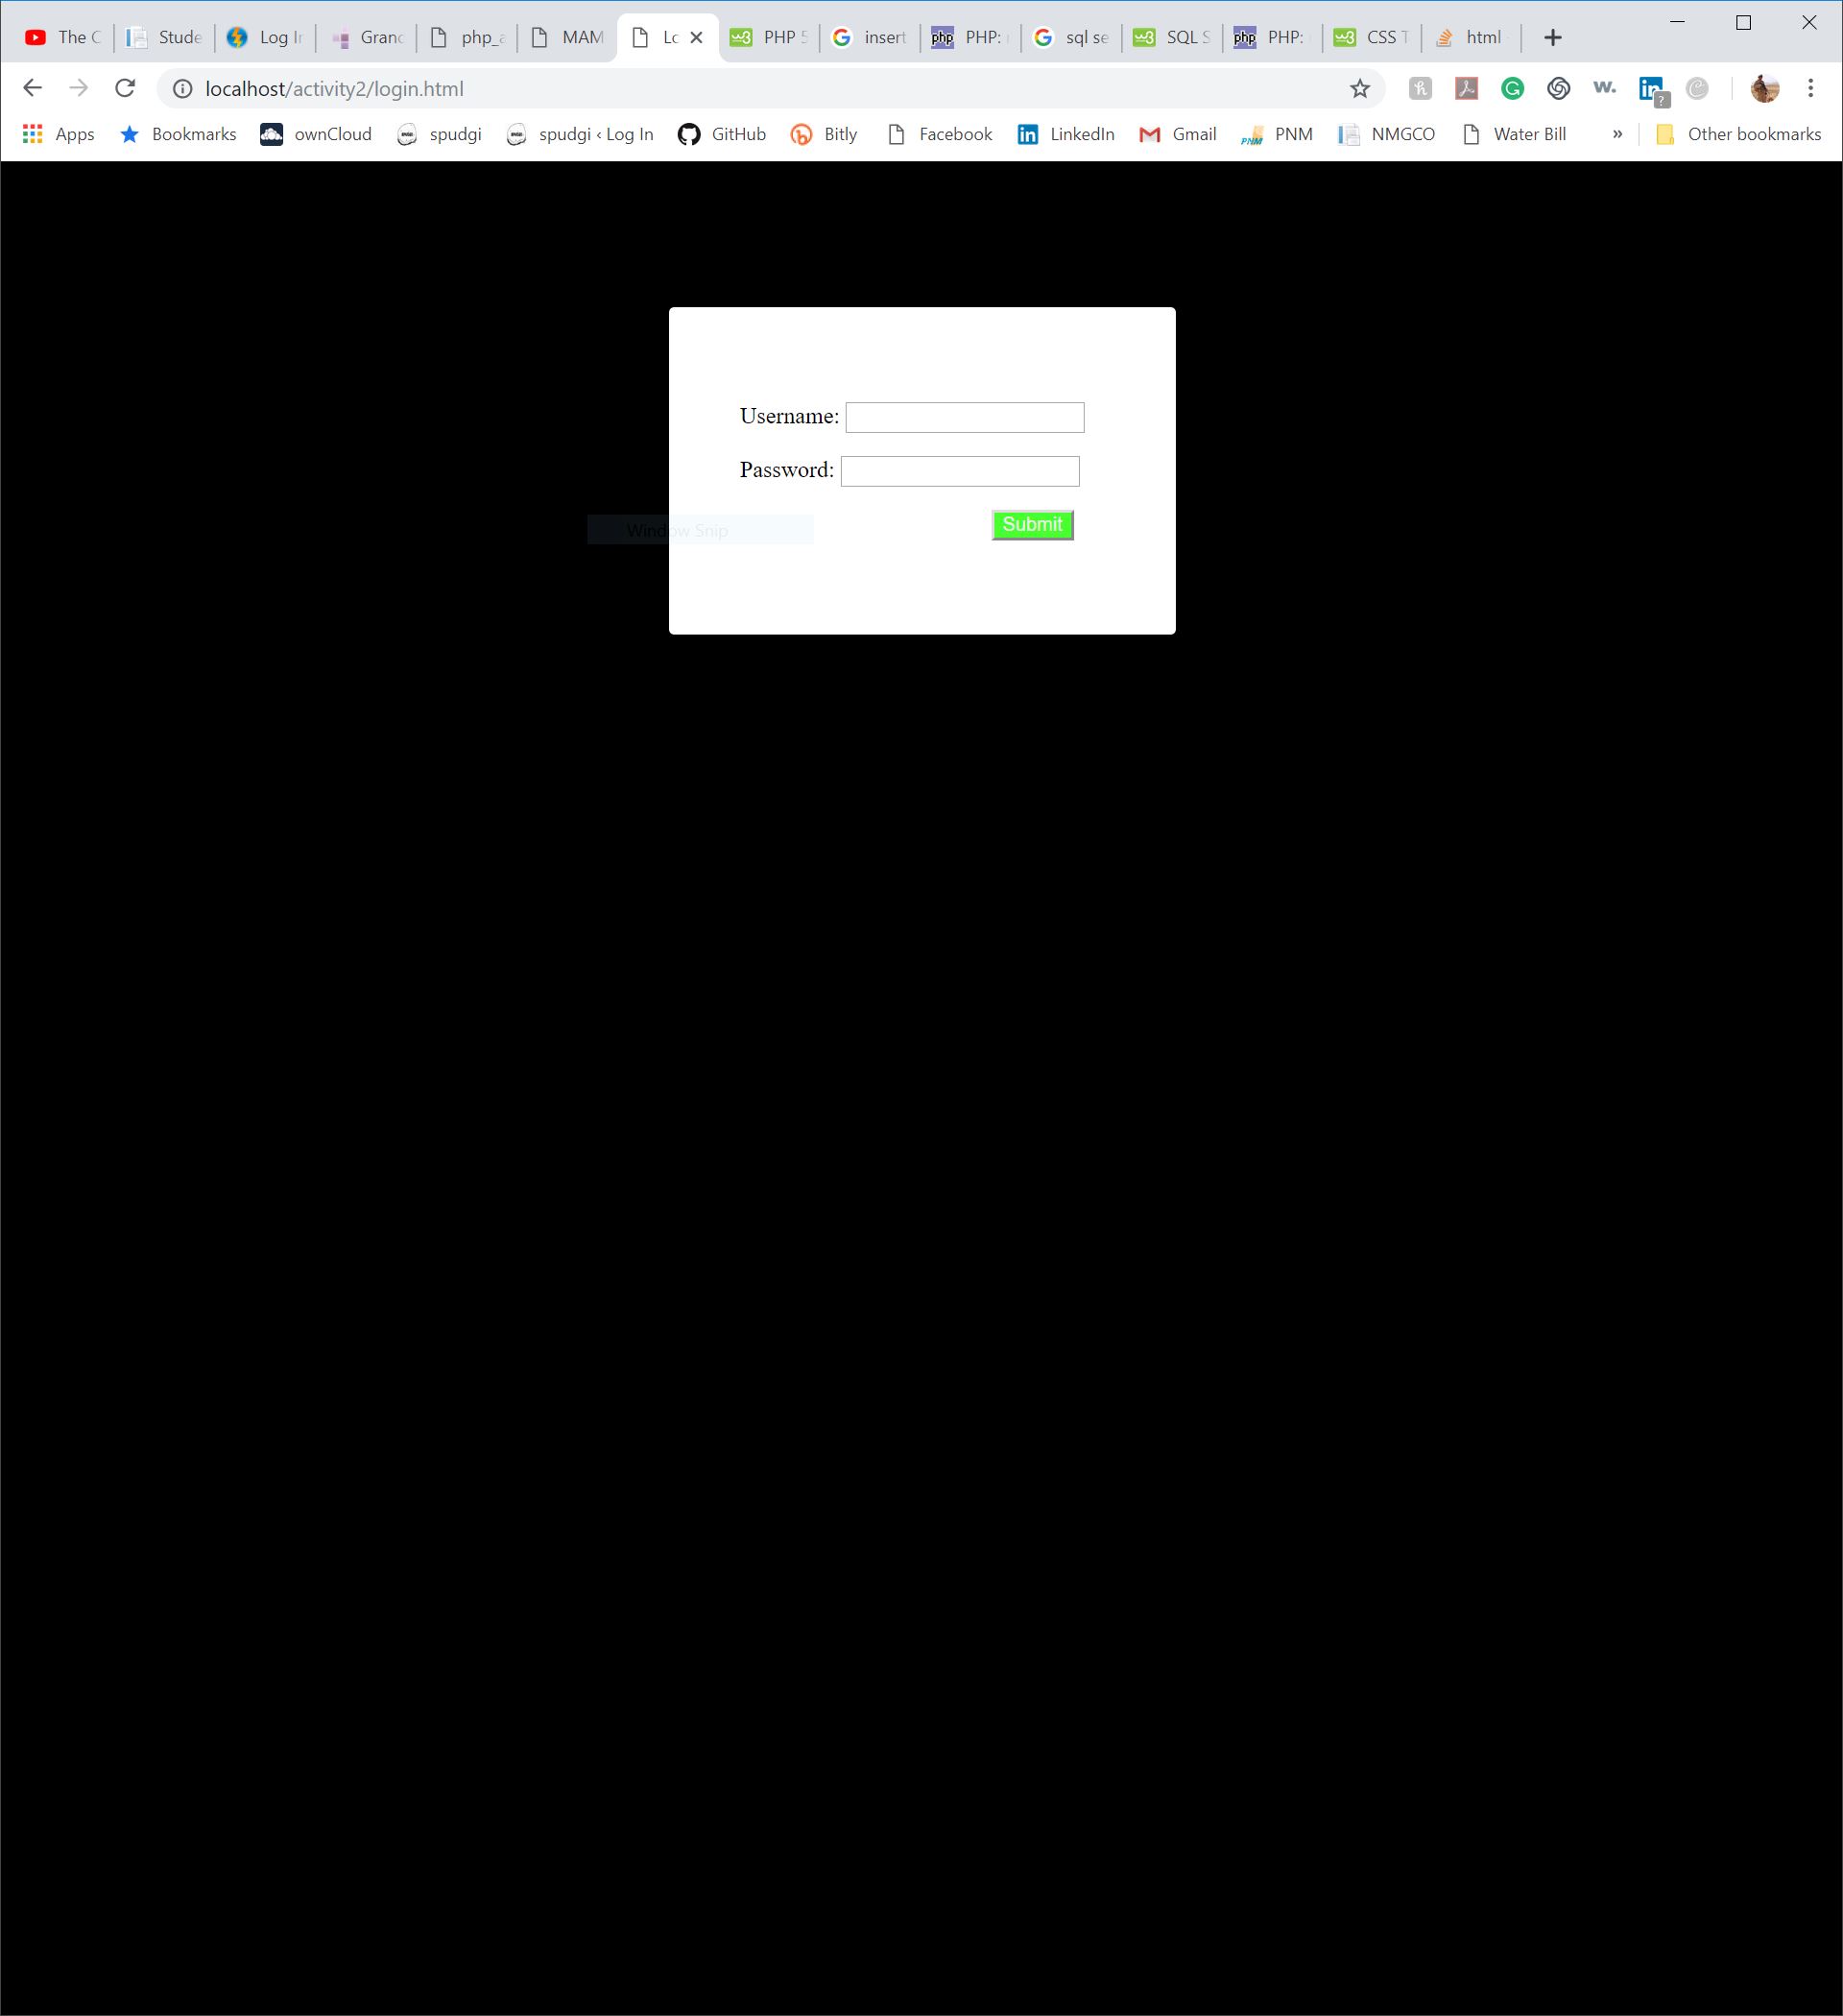 The C Stude Log In Granc php_a MAM Lo PHP 5 insert PHP: sql se SQL S PHP: CSS T html
localhost/activity2/login.html
Apps Bookmarks ownCloud spudgi spudgi ‹ Log In GitHub Bitly Facebook LinkedIn Gmail PNM NMGCO Water Bill » Other bookmarks
Username:
Password:
Submit
Window Snip